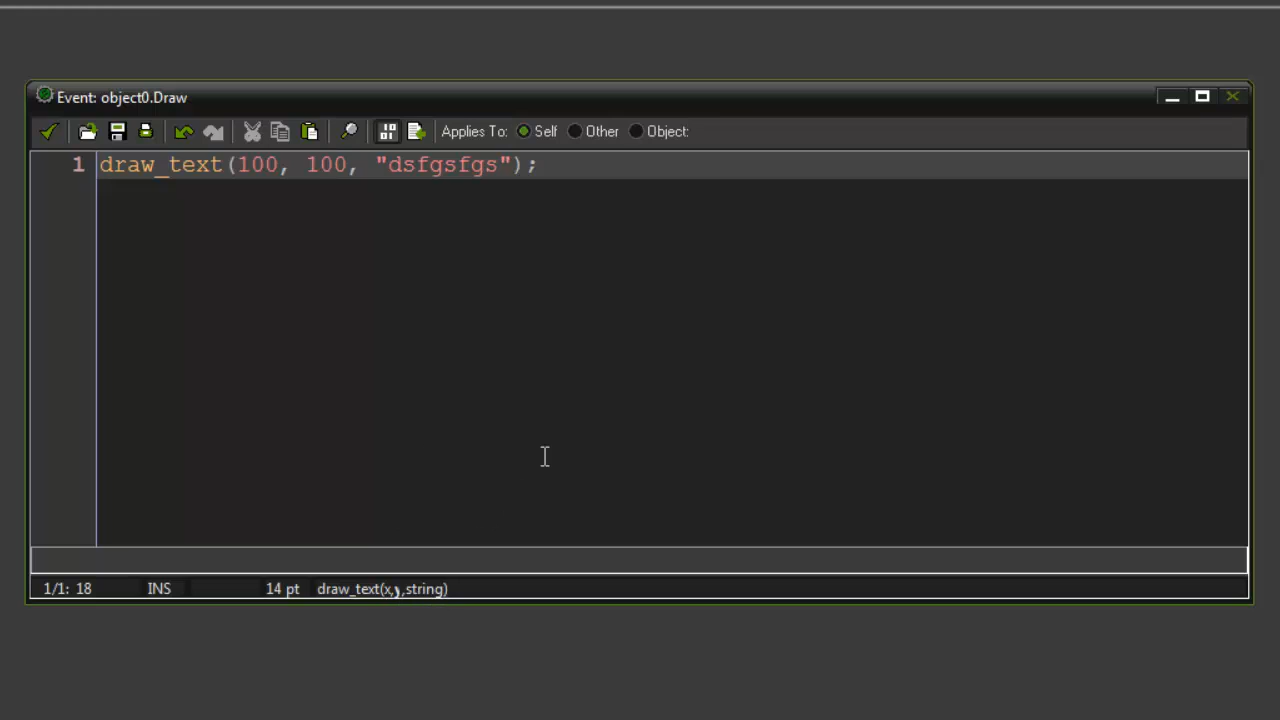 Event: object0.Draw
Applies To: Self Other Object:
1 draw_text(100, 100, "dsfgsfgs");
1/1: 18 INS 14 pt draw_text(x,y,string)